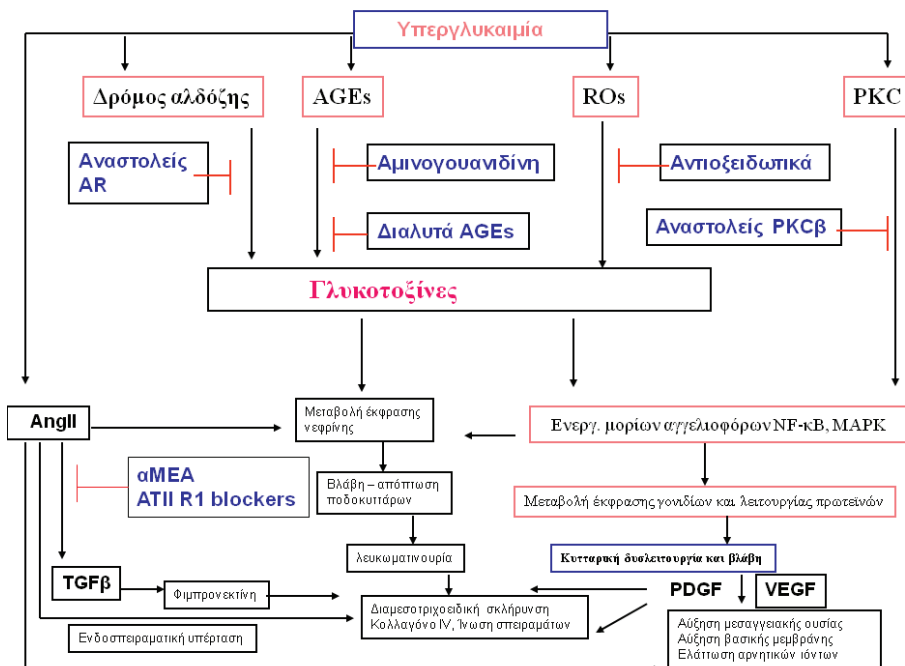 Υπεργλυκαιμία
Δρόμος αλδόζης
AGEs
ROs
PKC
Αναστολείς
AR
Αμινογουανιδίνη
Αντιοξειδωτικά
Διαλυτά AGEs
Αναστολείς PKCβ
Γλυκοτοξίνες
AngII
Μεταβολή έκφρασης
νεφρίνης
Ενεργ. μορίων αγγελιοφόρων NF-κB, MAPK
αΜΕΑ
ATII R1 blockers
Βλάβη – απόπτωση
ποδοκυττάρων
Μεταβολή έκφρασης γονιδίων και λειτουργίας πρωτεϊνών
λευκωματινουρία
Κυτταρική δυσλειτουργία και βλάβη
TGFβ
Φιμπρονεκτίνη
PDGF
VEGF
Διαμεσοτριχοειδική σκλήρυνση
Κολλαγόνο IV, Ίνωση σπειραμάτων
Ενδοσπειραματική υπέρταση
Αύξηση μεσαγγειακής ουσίας
Αύξηση βασικής μεμβράνης
Ελάττωση αρνητικών ιόντων